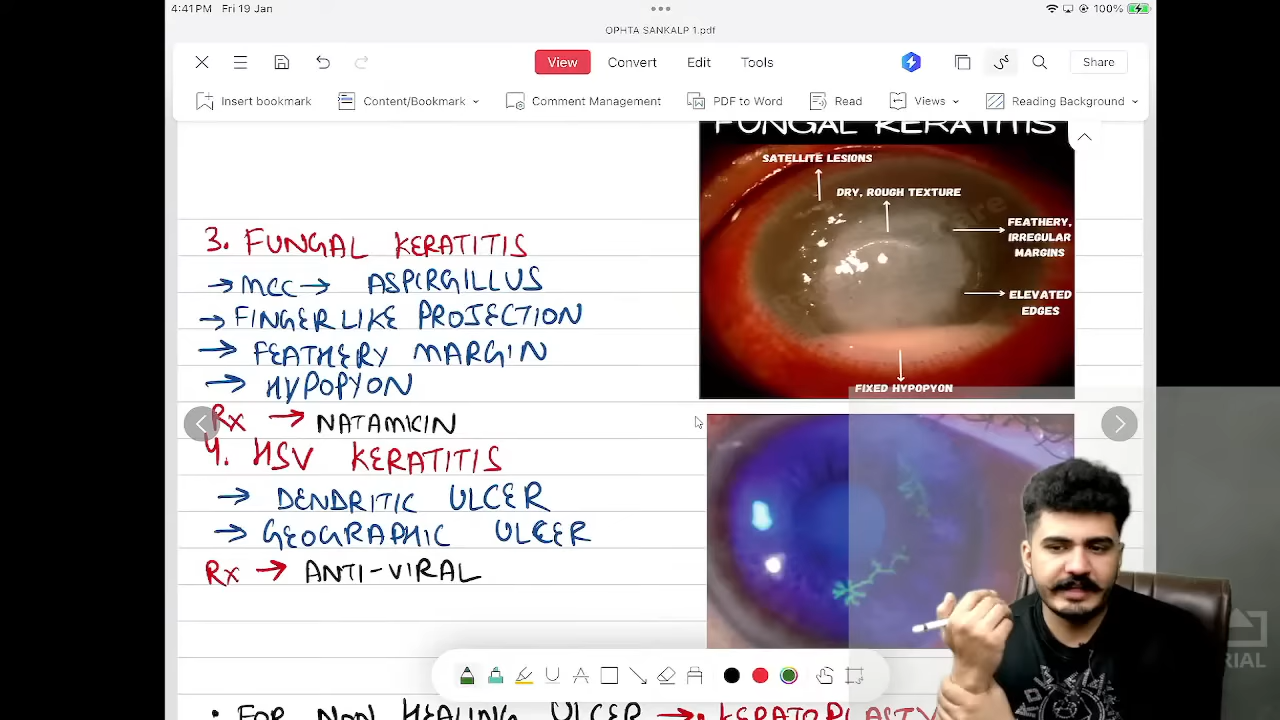 4:41PM Fri 19 Jan
100%
OPHTA SANKALP 1.pdf
View Convert Edit Tools
Share
Insert bookmark Content/Bookmark Comment Management PDF to Word Read Views Reading Background
FUNGAL KERATITIS
SATELLITE LESIONS
DRY, ROUGH TEXTURE
FEATHERY,
IRREGULAR
MARGINS
ELEVATED
EDGES
FIXED HYPOPYON
3. FUNGAL KERATITIS
→ MCC → ASPERGILLUS
→ FINGER LIKE PROJECTION
→ FEATHERY MARGIN
→ HYPOPYON
Rx → NATAMICIN
4. HSV KERATITIS
→ DENDRITIC ULCER
→ GEOGRAPHIC ULCER
Rx → ANTI-VIRAL
• FOR NON HEALING ULCER → KERATOPLASTY